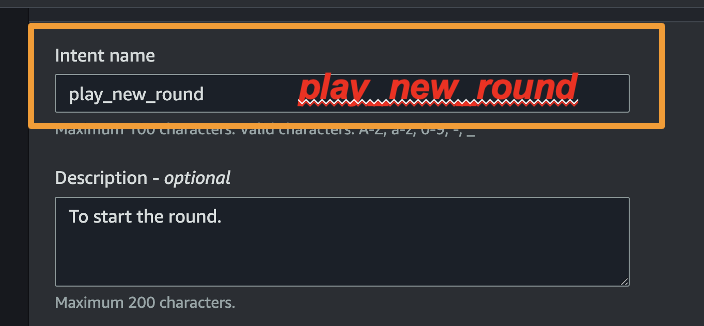 Intent name
play_new_round play_new_round
Maximum 100 characters. Valid characters: A-Z, a-z, 0-9, -, _
Description - optional
To start the round.
Maximum 200 characters.